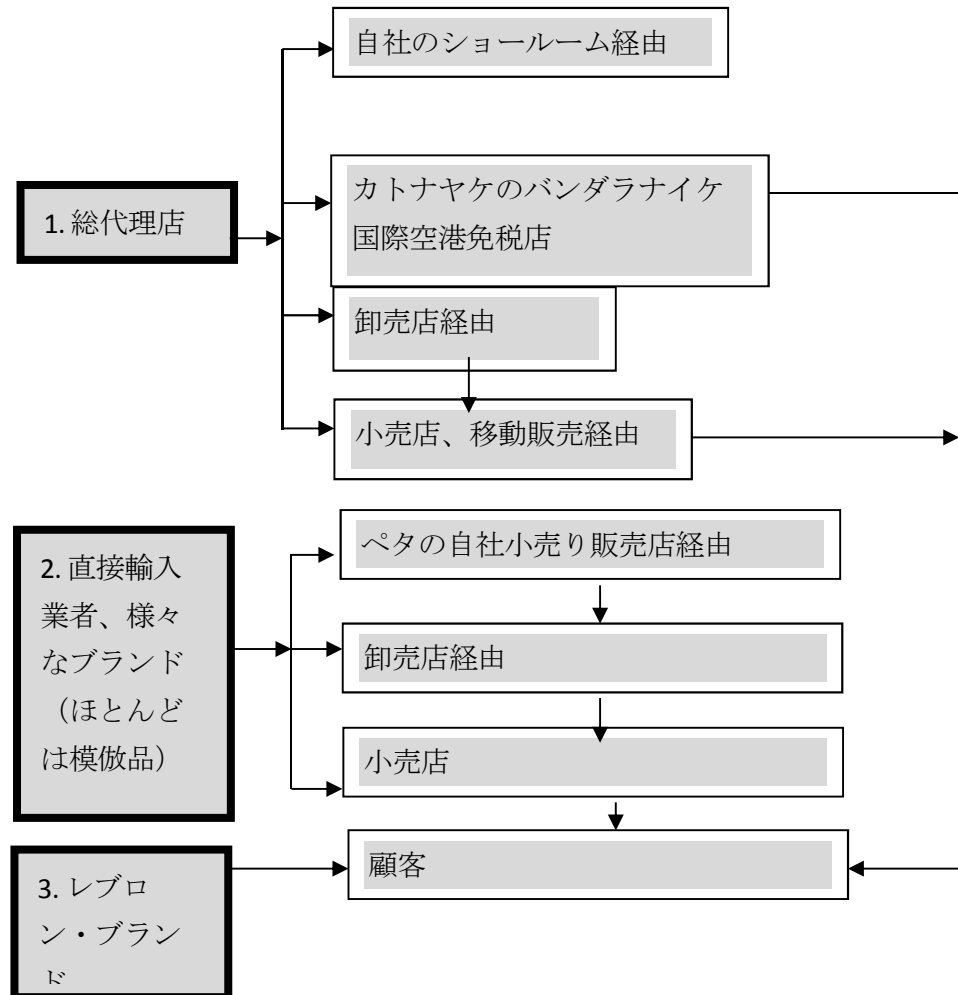 自社のショールーム経由
1. 総代理店
カトナヤケのバンダラナイケ
国際空港免税店
卸売店経由
小売店、移動販売経由
2. 直接輸入
業者、様々
なブランド
（ほとんど
は模倣品）
ペタの自社小売り販売店経由
卸売店経由
小売店
3. レブロ
ン・ブラン
ド
顧客